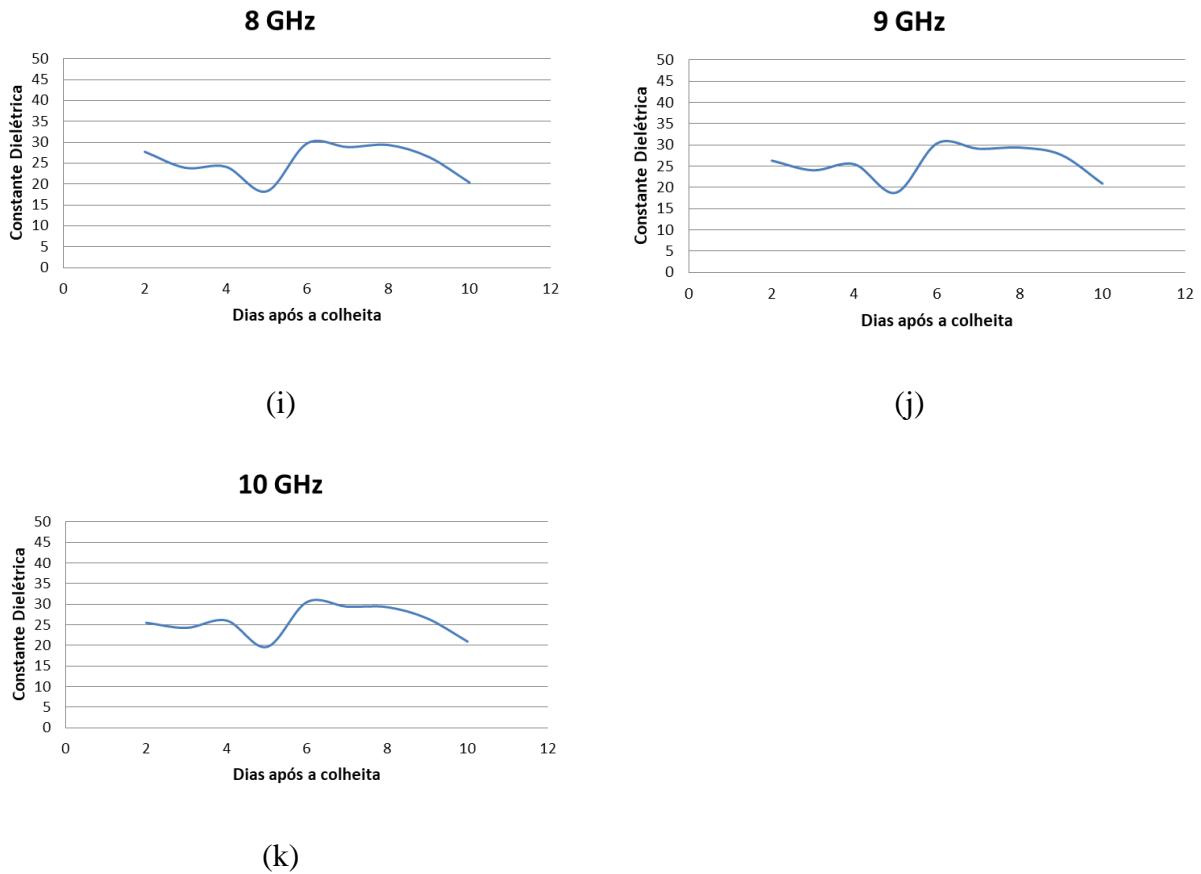 8 GHz
50
45
40
35
30
25
20
15
10
5
0
Constante Dielétrica
0 2 4 6 8 10 12
Dias após a colheita
(i)
9 GHz
50
45
40
35
30
25
20
15
10
5
0
Constante Dielétrica
0 2 4 6 8 10 12
Dias após a colheita
(j)
10 GHz
50
45
40
35
30
25
20
15
10
5
0
Constante Dielétrica
0 2 4 6 8 10 12
Dias após a colheita
(k)